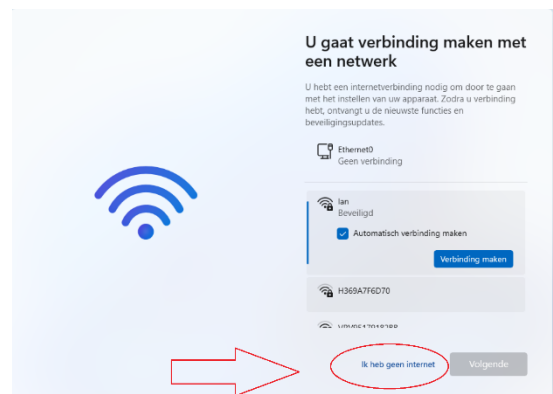 U gaat verbinding maken met
een netwerk
U hebt een internetverbinding nodig om door te gaan
met het instellen van uw apparaat. Zodra u verbinding
hebt, ontvangt u de nieuwste functies en
beveiligingsupdates.
Ethernet0
Geen verbinding
lan
Beveiligd
Automatisch verbinding maken
Verbinding maken
H369A7F6D70
Ik heb geen internet
Volgende